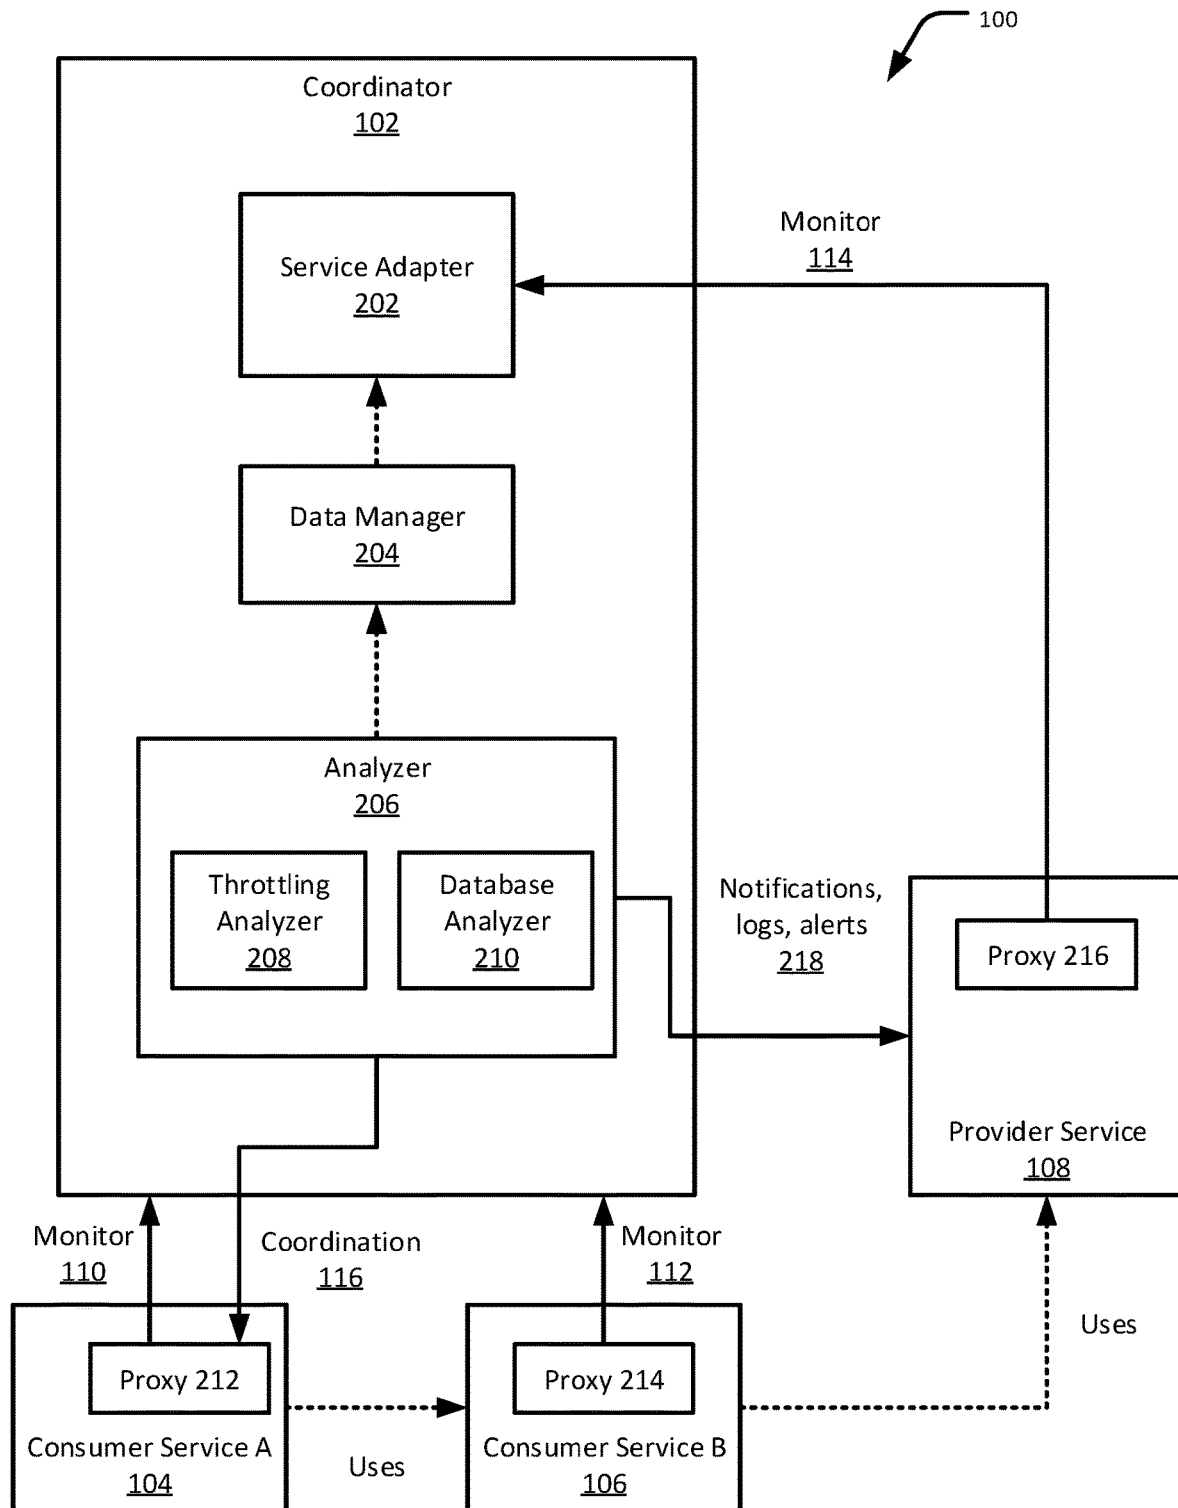 100
Coordinator
102
Service Adapter
202
Monitor
114
Data Manager
204
Analyzer
206
Throttling
Analyzer
208
Database
Analyzer
210
Notifications,
logs, alerts
218
Proxy 216
Provider Service
108
Monitor
110
Coordination
116
Monitor
112
Uses
Proxy 212
Consumer Service A
104
Uses
Proxy 214
Consumer Service B
106